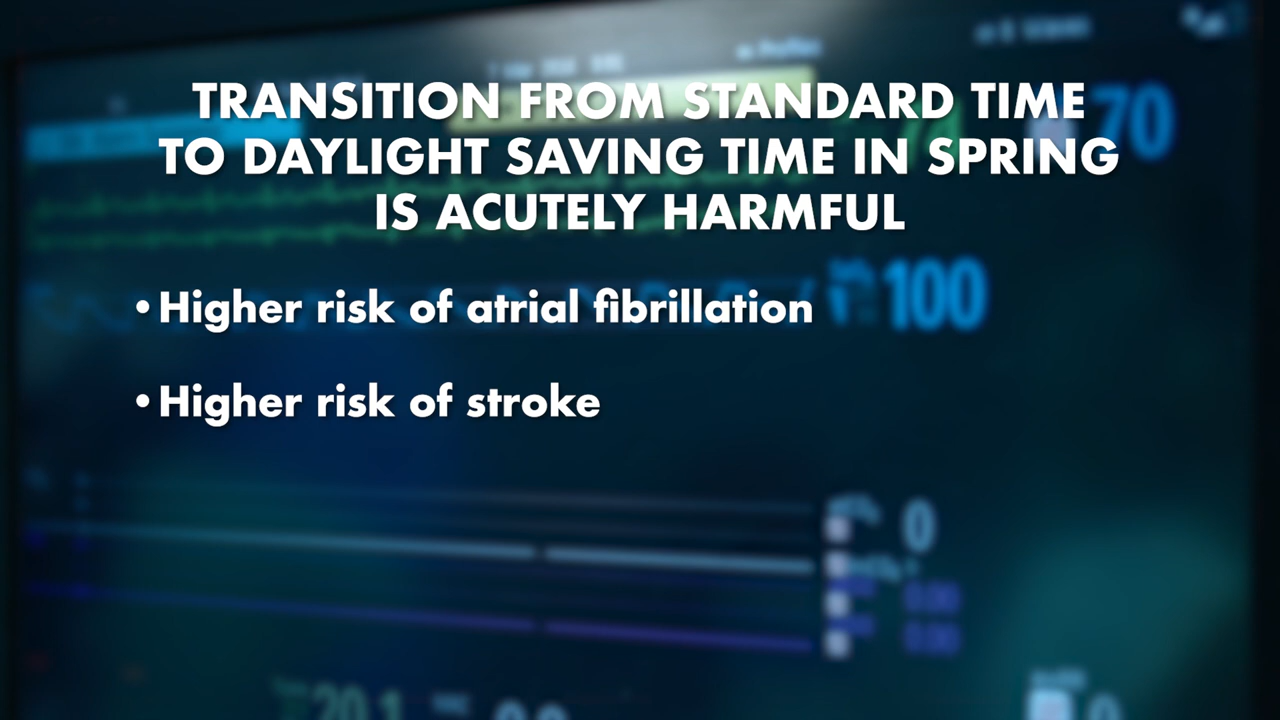 TRANSITION FROM STANDARD TIME
TO DAYLIGHT SAVING TIME IN SPRING
IS ACUTELY HARMFUL
•Higher risk of atrial fibrillation
•Higher risk of stroke
70
100
0